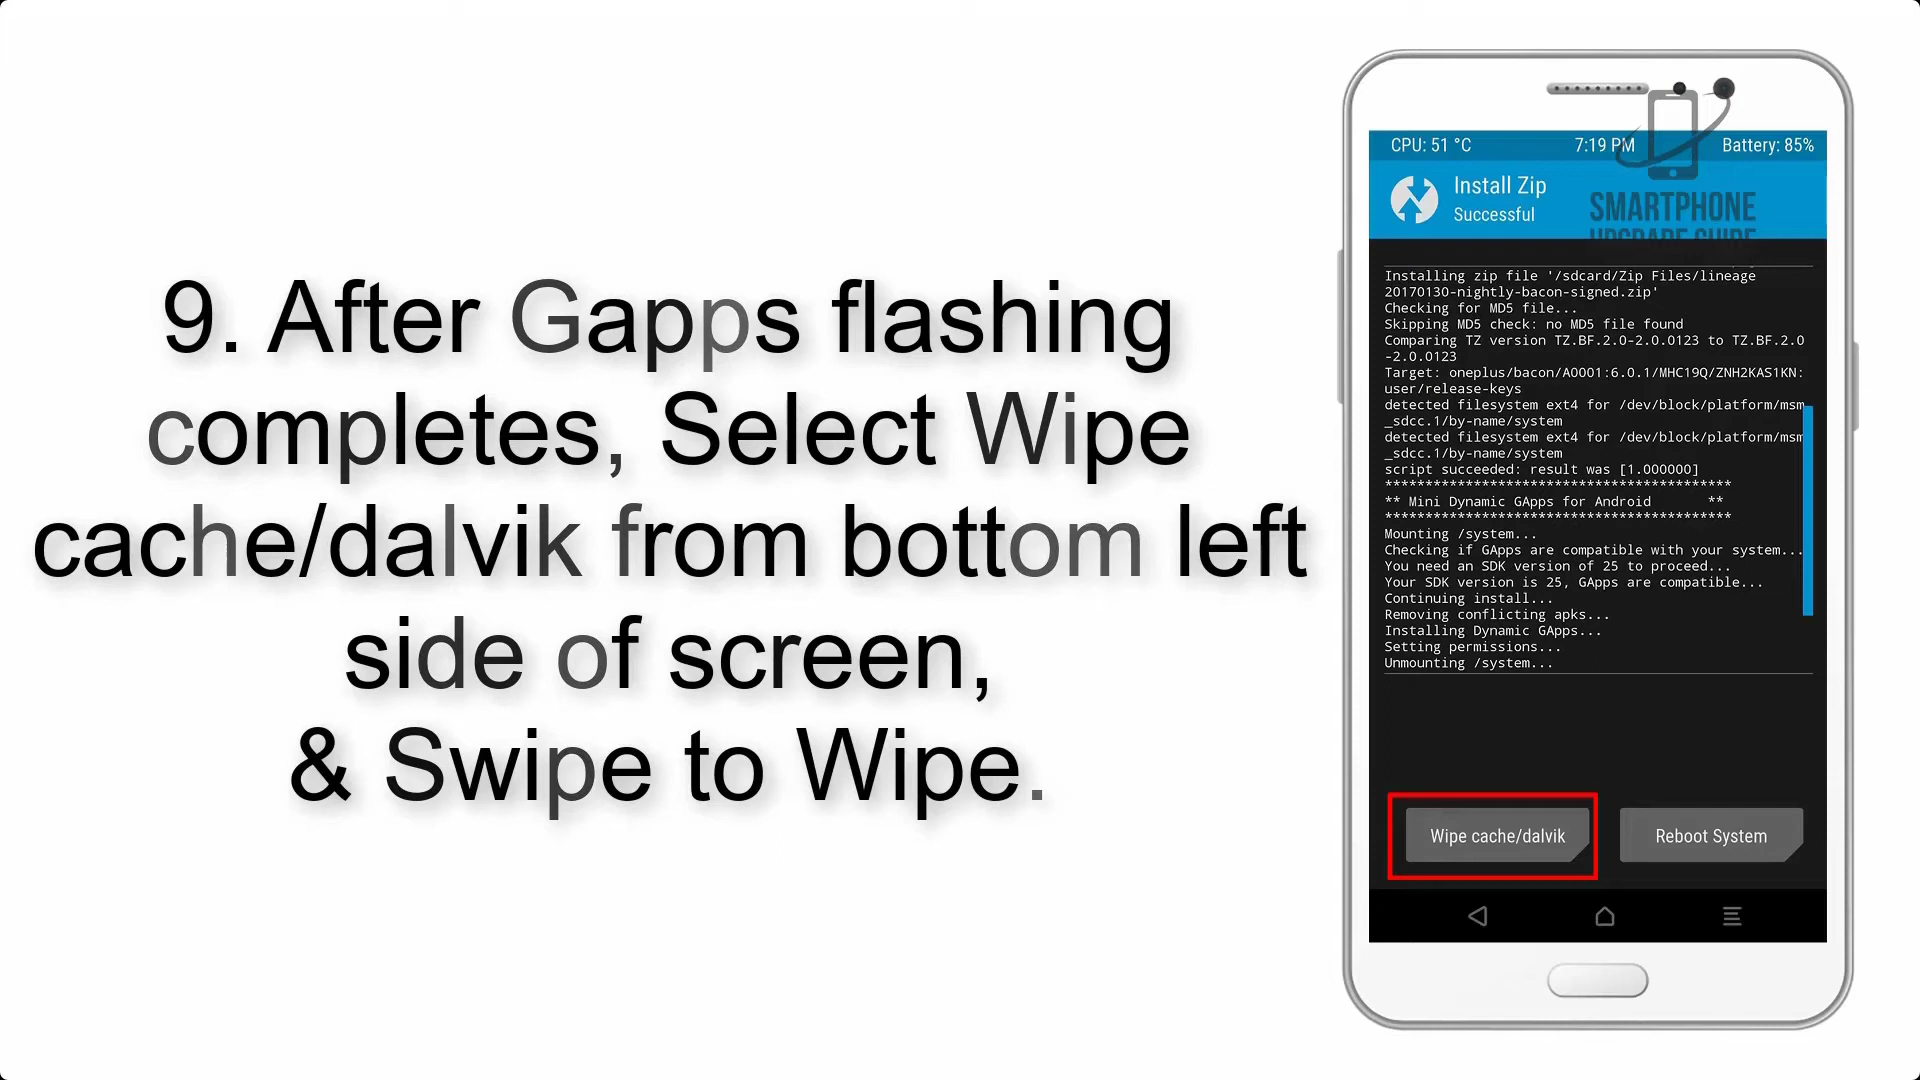 9. After Gapps flashing
completes, Select Wipe
cache/dalvik from bottom left
side of screen,
& Swipe to Wipe.
CPU: 51 °C 7:19 PM Battery: 85%
Install Zip
Successful
SMARTPHONE
UPGRADE GUIDE
Installing zip file '/sdcard/Zip Files/lineage
20170130-nightly-bacon-signed.zip'
Checking for MD5 file...
Skipping MD5 check: no MD5 file found
Comparing TZ version TZ.BF.2.0-2.0.0123 to TZ.BF.2.0
-2.0.0123
Target: oneplus/bacon/A0001:6.0.1/MHC19Q/ZNH2KAS1KN:
user/release-keys
detected filesystem ext4 for /dev/block/platform/msm
_sdcc.1/by-name/system
detected filesystem ext4 for /dev/block/platform/msm
_sdcc.1/by-name/system
script succeeded: result was [1.000000]
*******************************************
** Mini Dynamic GApps for Android       **
*******************************************
Mounting /system...
Checking if GApps are compatible with your system...
You need an SDK version of 25 to proceed...
Your SDK version is 25, GApps are compatible...
Continuing install...
Removing conflicting apks...
Installing Dynamic GApps...
Setting permissions...
Unmounting /system...
Wipe cache/dalvik Reboot System